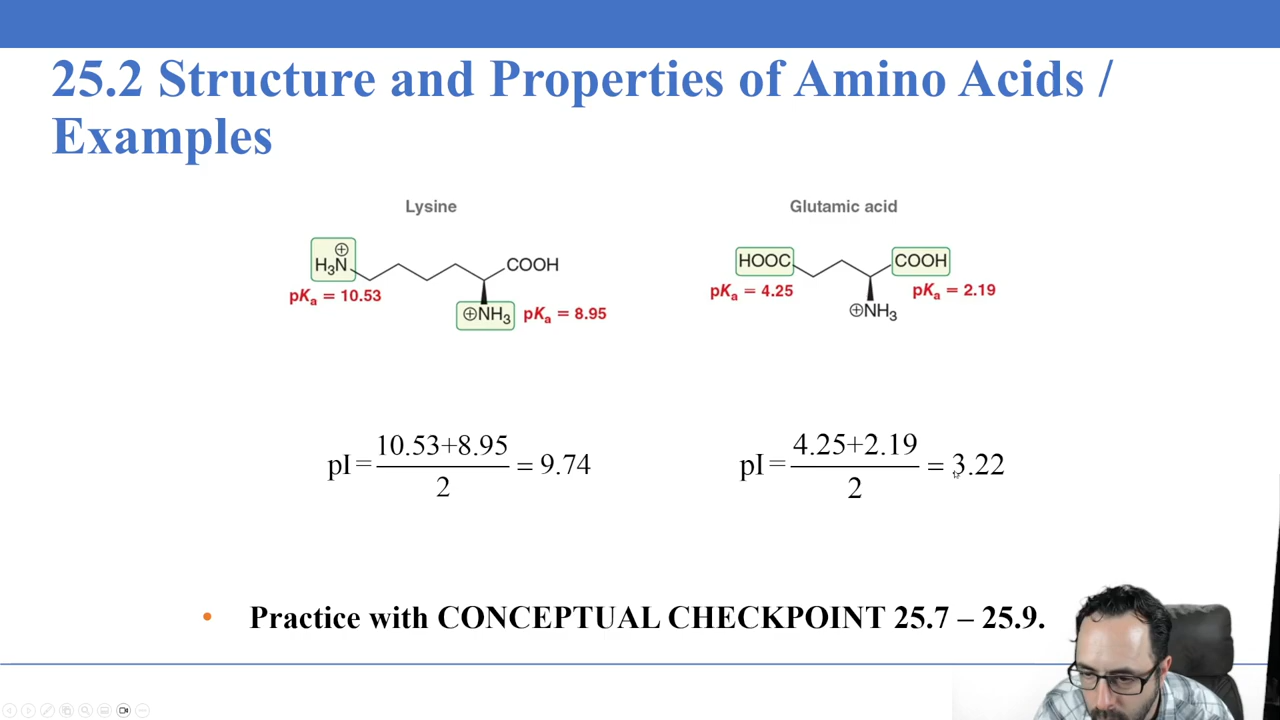 25.2 Structure and Properties of Amino Acids /
Examples
Lysine
H₃N⊕
COOH
pKa = 10.53
⊕NH₃ pKa = 8.95
Glutamic acid
HOOC
COOH
pKa = 4.25
pKa = 2.19
⊕NH₃
pI = (10.53+8.95)/2 = 9.74
pI = (4.25+2.19)/2 = 3.22
• Practice with CONCEPTUAL CHECKPOINT 25.7 – 25.9.